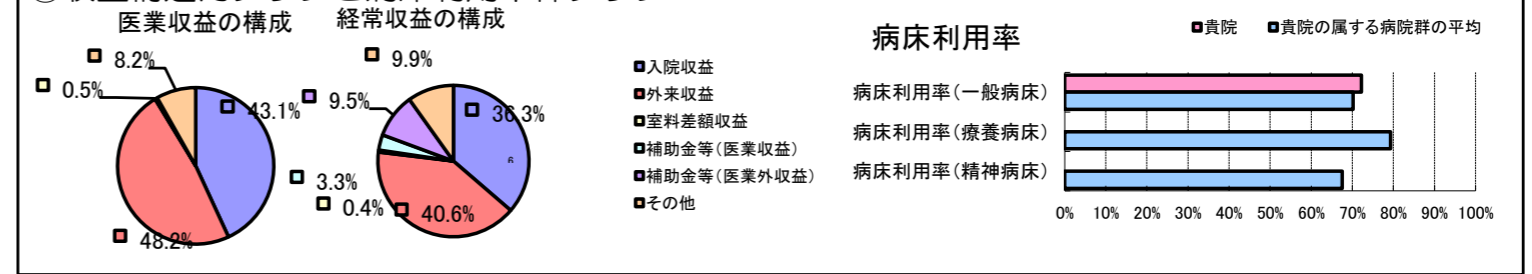 医業収益の構成
8.2%
0.5%
43.1%
48.2%
経常収益の構成
9.9%
9.5%
36.3%
6
3.3%
0.4%
40.6%
入院収益
外来収益
室料差額収益
補助金等(医業収益)
補助金等(医業外収益)
その他
病床利用率
貴院 貴院の属する病院群の平均
病床利用率(一般病床)
病床利用率(療養病床)
病床利用率(精神病床)
0% 10% 20% 30% 40% 50% 60% 70% 80% 90% 100%